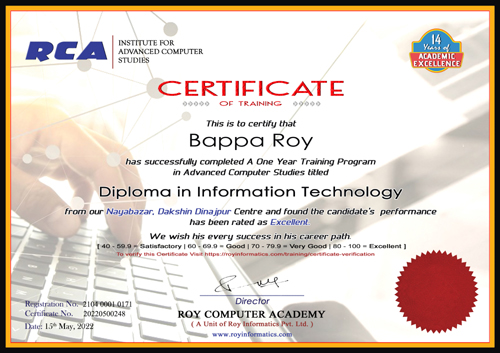 RCA
INSTITUTE FOR
ADVANCED COMPUTER
STUDIES
14
Years of
ACADEMIC
EXCELLENCE
CERTIFICATE
OF TRAINING
This is to certify that
Bappa Roy
has successfully completed A One Year Training Program
in Advanced Computer Studies titled
Diploma in Information Technology
from our Nayabazar, Dakshin Dinajpur Centre and found the candidate's performance
has been rated as Excellent.
We wish his every success in his career path.
[ 40 - 59.9 = Satisfactory | 60 - 69.9 = Good | 70 - 79.9 = Very Good | 80 - 100 = Excellent ]
To verify this Certificate Visit https://royinformatics.com/training/certificate-verification
Director
Registration No. 2104 0001 0171
Certificate No. 20220500248
Date: 15th May, 2022
ROY COMPUTER ACADEMY
( A Unit of Roy Informatics Pvt. Ltd. )
www.royinformatics.com